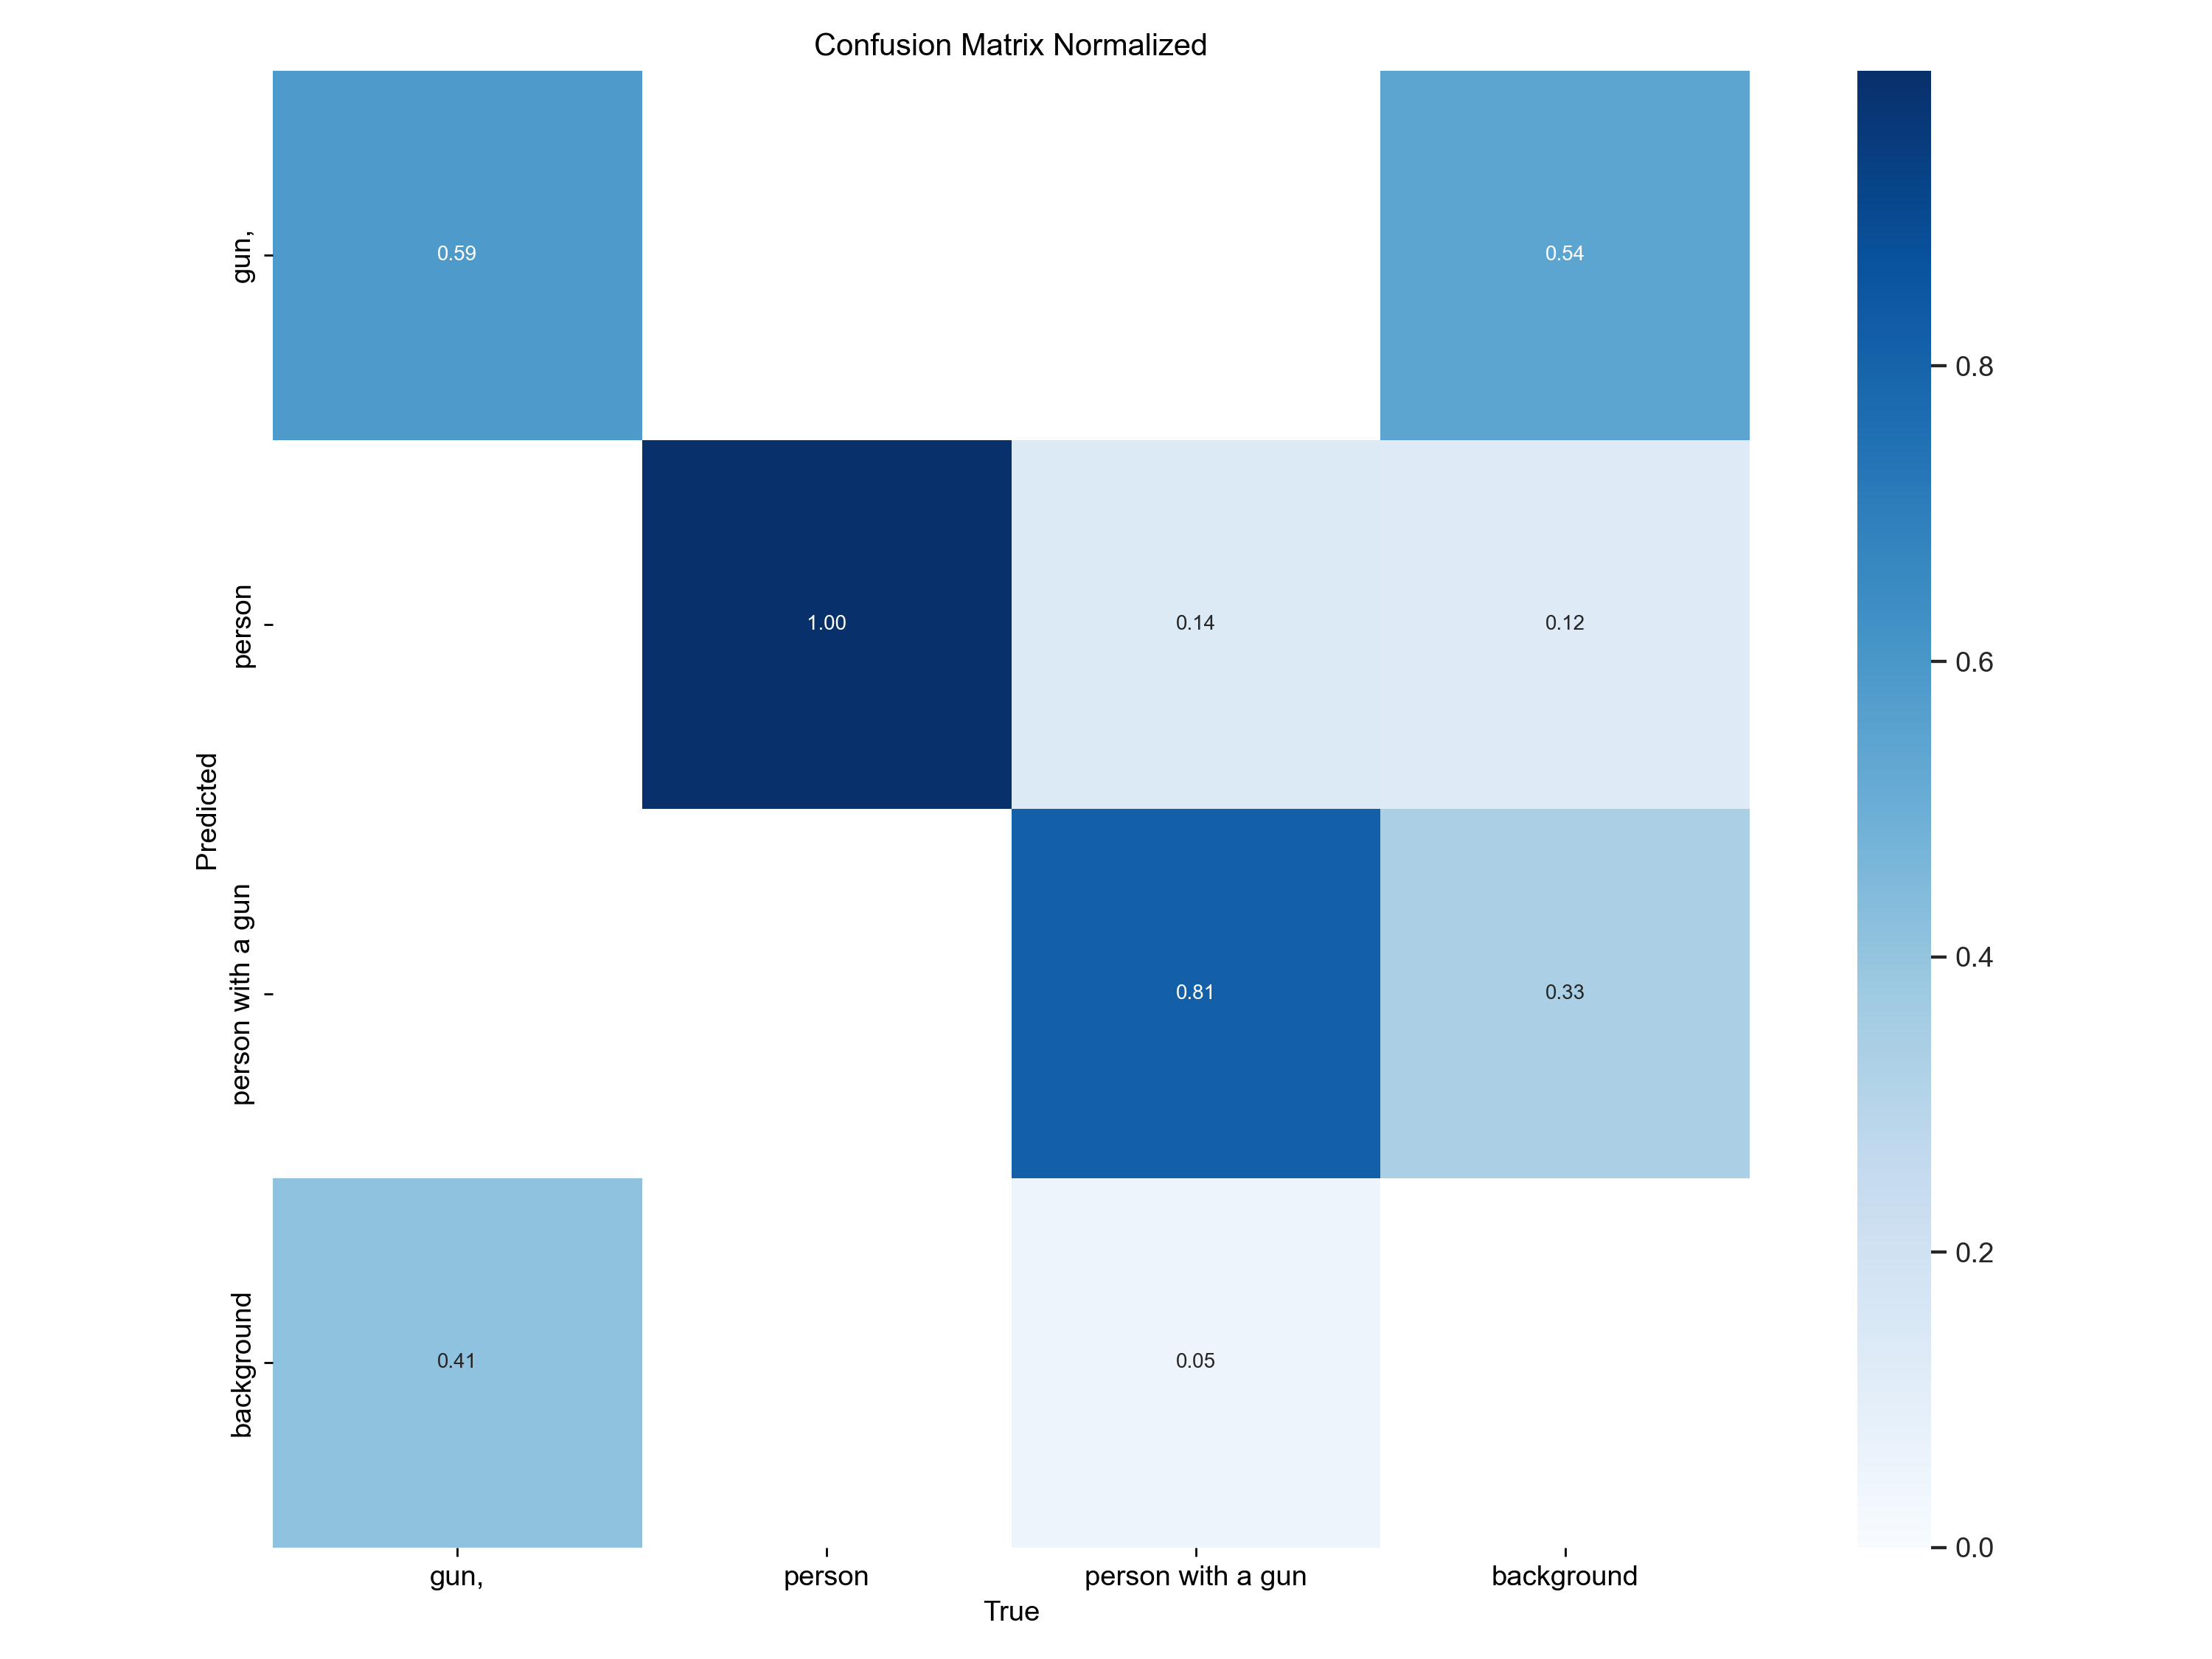 Confusion Matrix Normalized
gun,
0.59
0.54
person
1.00
0.14
0.12
person with a gun
0.81
0.33
background
0.41
0.05
Predicted
gun,
person
person with a gun
background
True
0.8
0.6
0.4
0.2
0.0